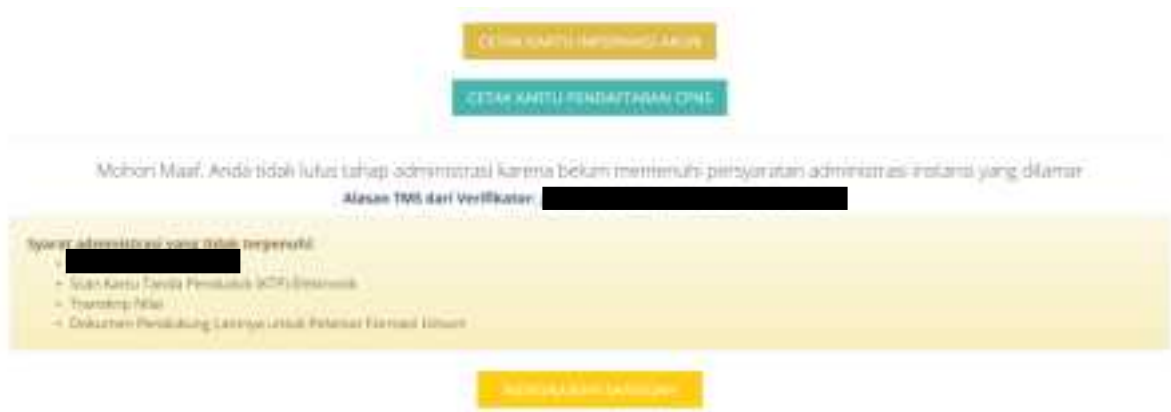 CETAK KARTU INFORMASI AKUN
CETAK KARTU PENDAFTARAN CPNS
Mohon Maaf. Anda tidak lulus tahap administrasi karena belum memenuhi persyaratan administrasi instansi yang dilamar
Alasan TMS dari Verifikator:
Syarat administrasi yang tidak terpenuhi:
Scan Kartu Tanda Penduduk (KTP) Elektronik
Transkrip Nilai
Dokumen Pendukung Lainnya untuk Pelamar Formasi Umum